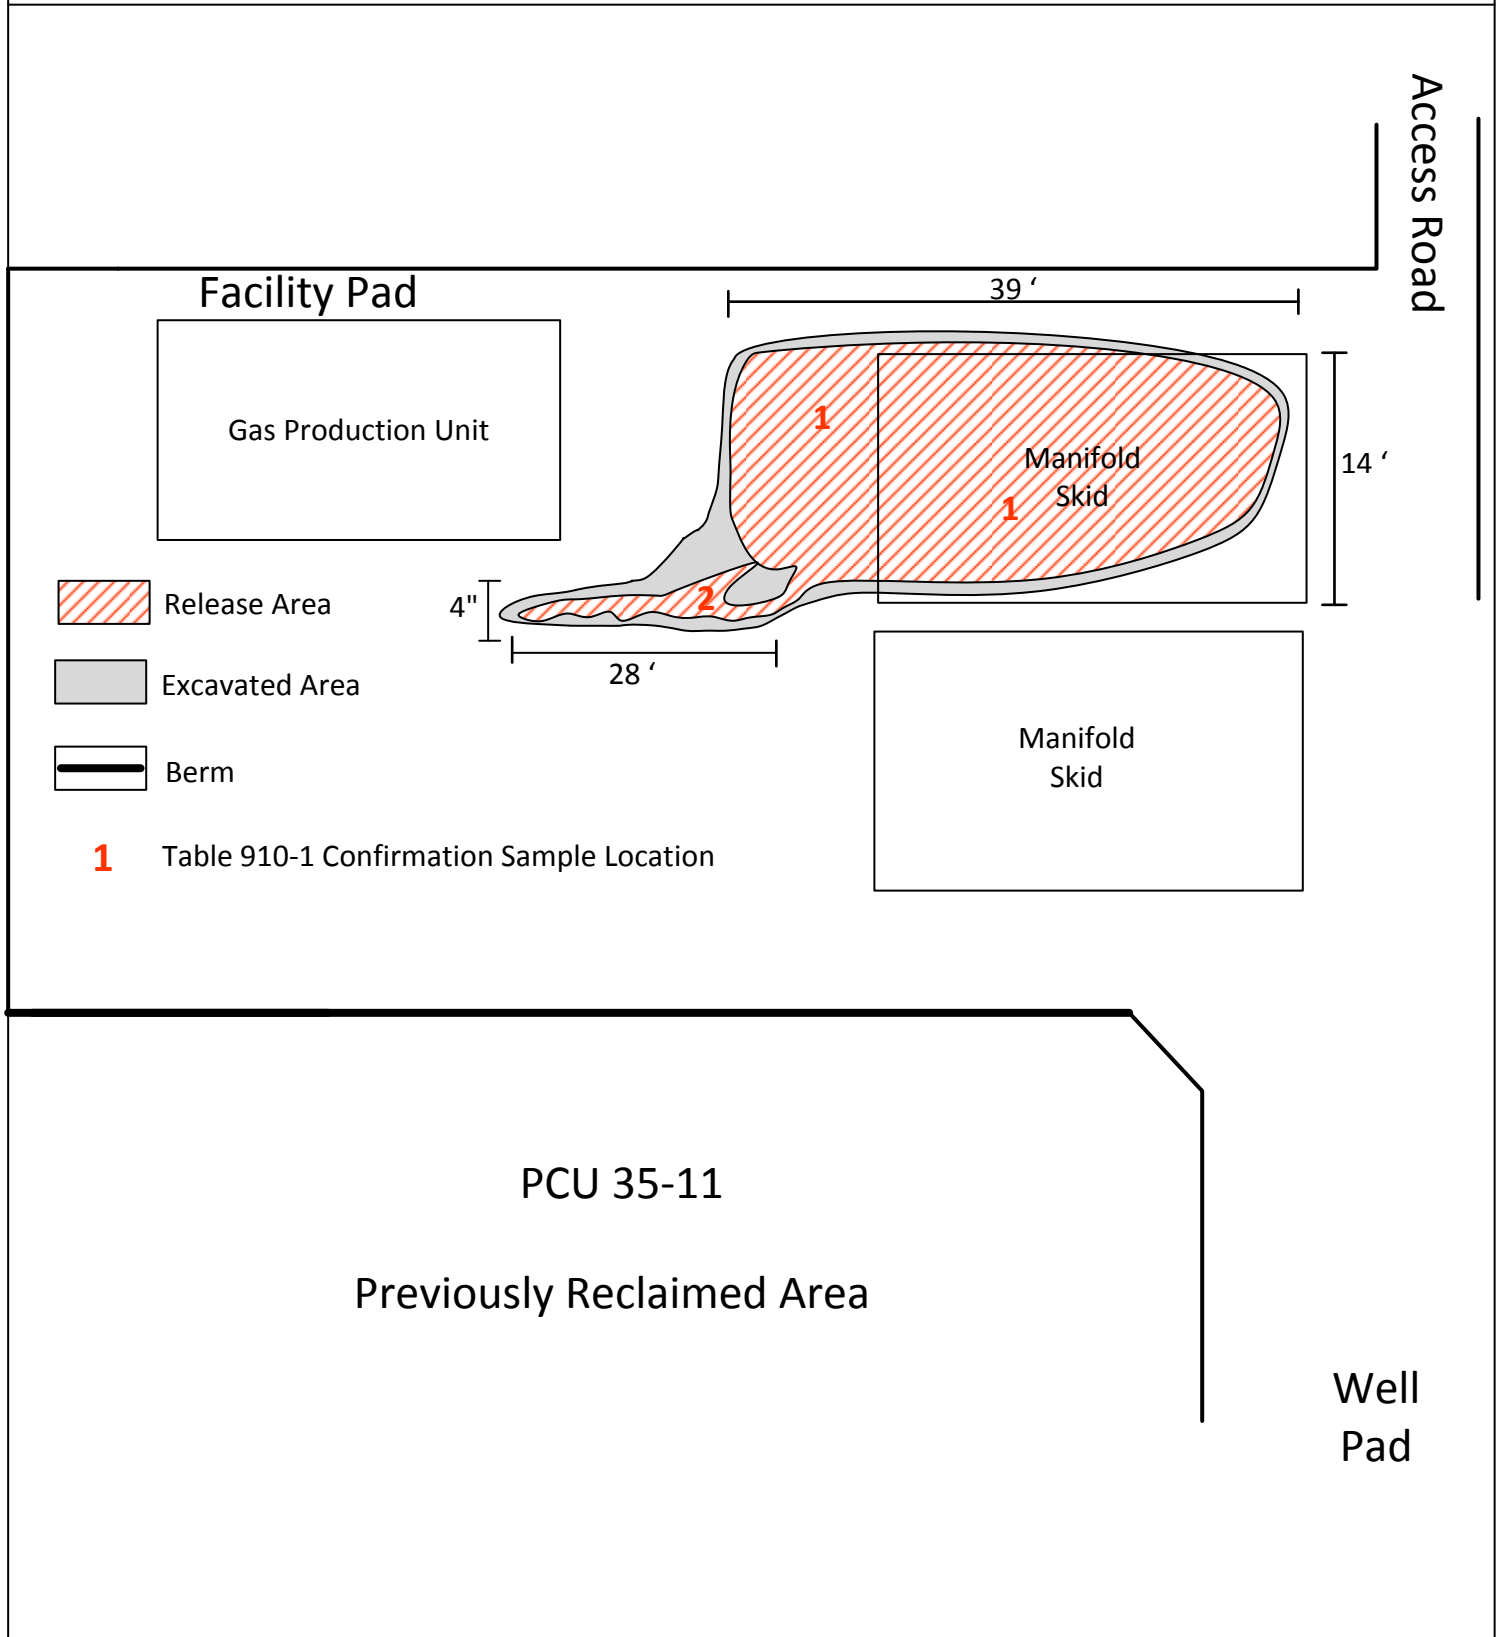 Access Road
Facility Pad
39 ‘
Gas Production Unit
1
Manifold
Skid
1
14 ‘
Release Area
4"
2
28 ‘
Excavated Area
Manifold
Skid
Berm
1 Table 910-1 Confirmation Sample Location
PCU 35-11
Previously Reclaimed Area
Well
Pad